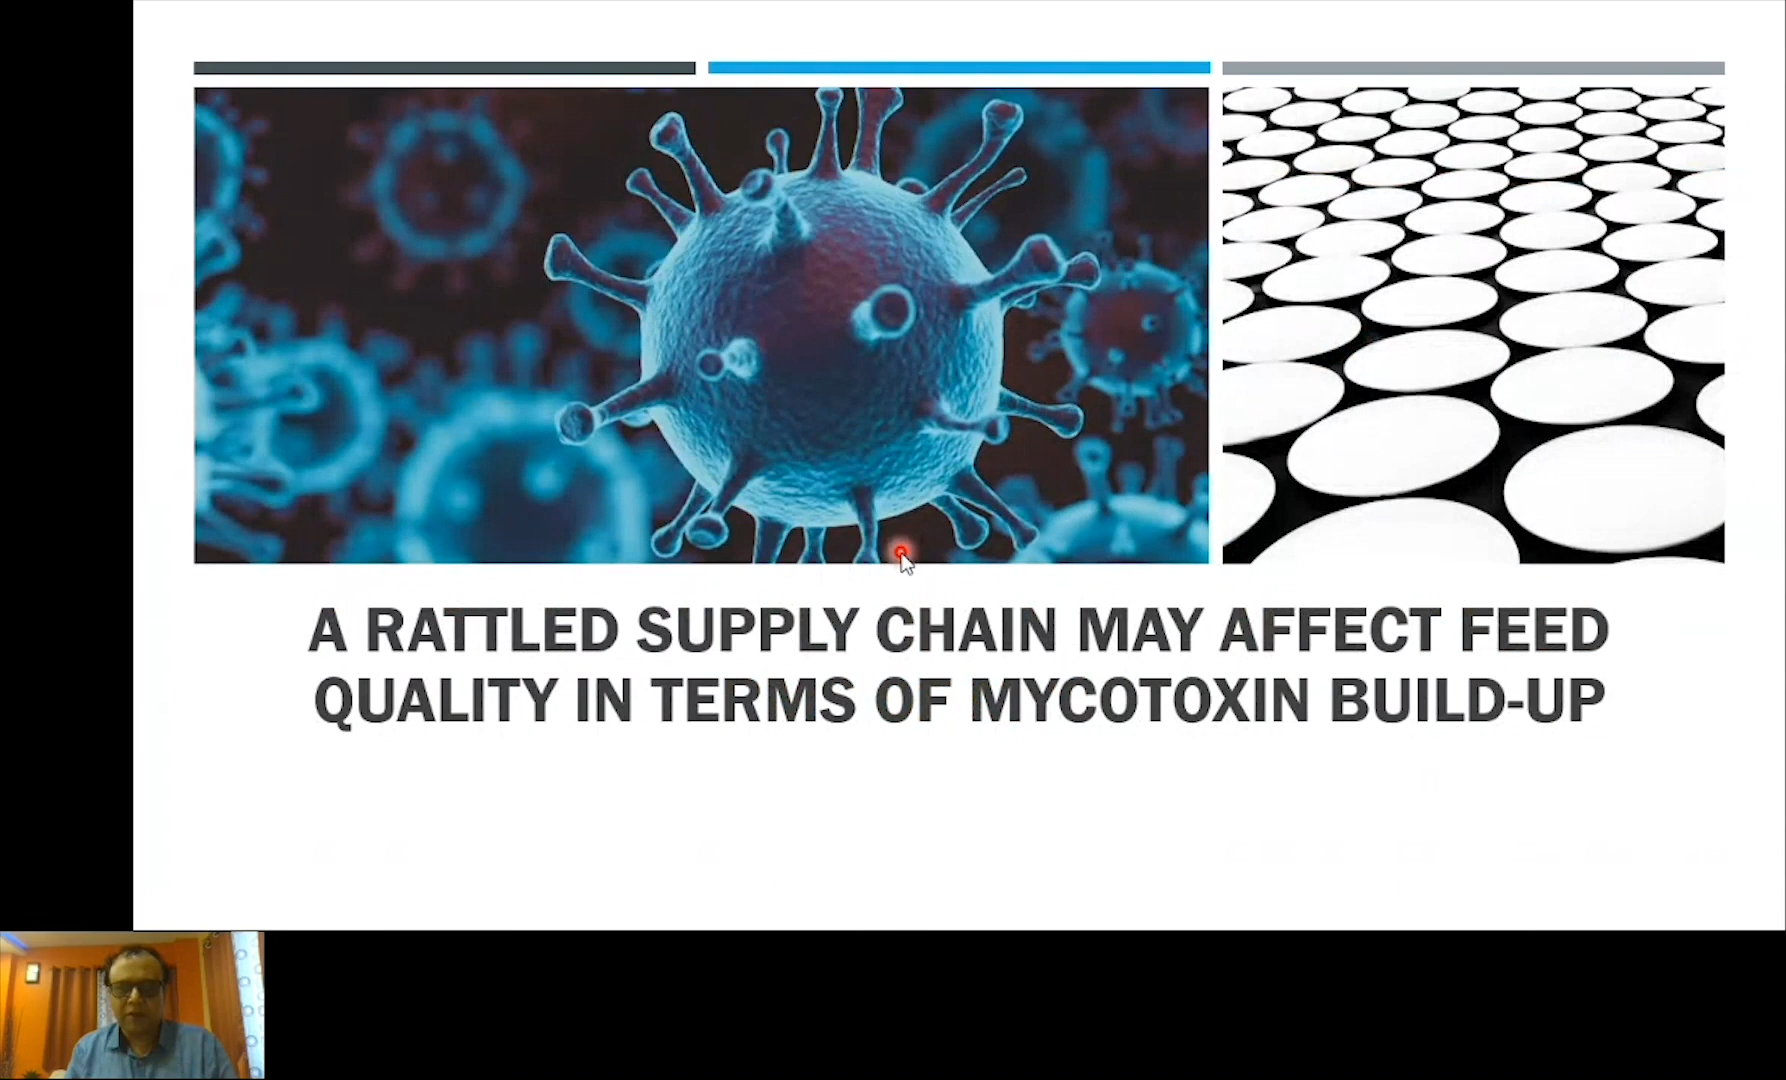 A RATTLED SUPPLY CHAIN MAY AFFECT FEED
QUALITY IN TERMS OF MYCOTOXIN BUILD-UP